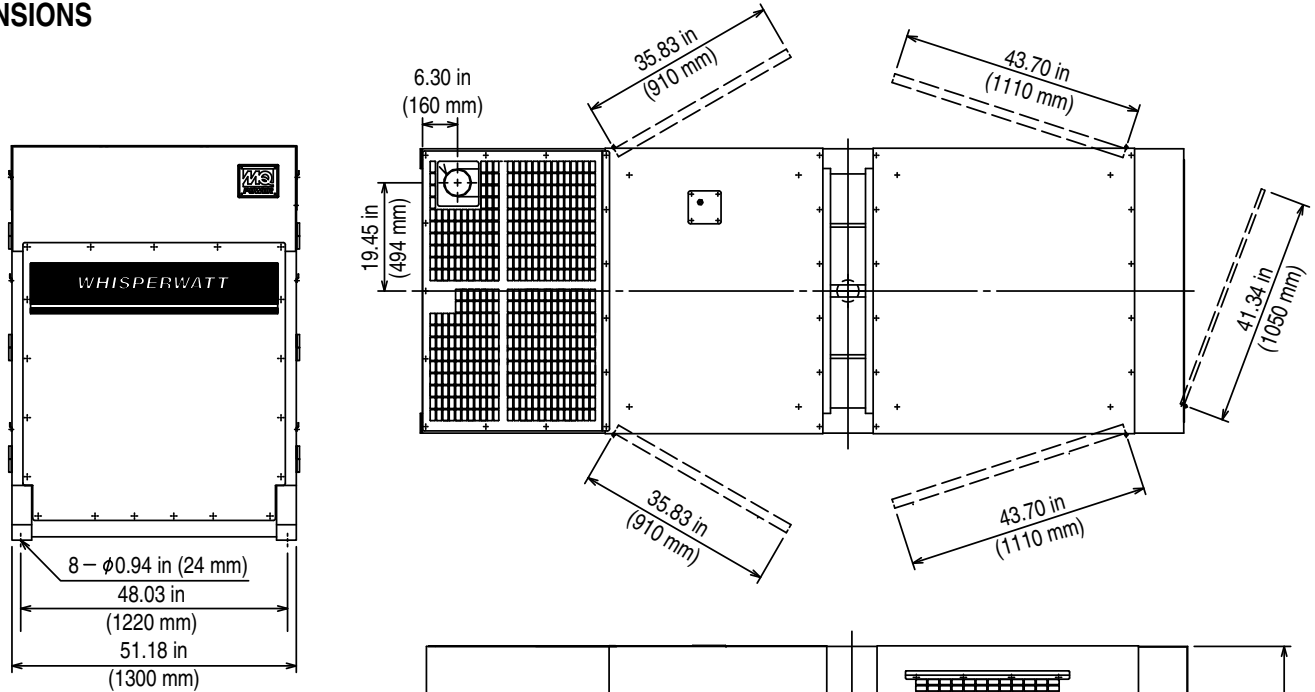 NSIONS
MQ
POWER
WHISPERWATT
8 – ϕ0.94 in (24 mm)
48.03 in
(1220 mm)
51.18 in
(1300 mm)
6.30 in
(160 mm)
19.45 in
(494 mm)
35.83 in
(910 mm)
43.70 in
(1110 mm)
41.34 in
(1050 mm)
35.83 in
(910 mm)
43.70 in
(1110 mm)